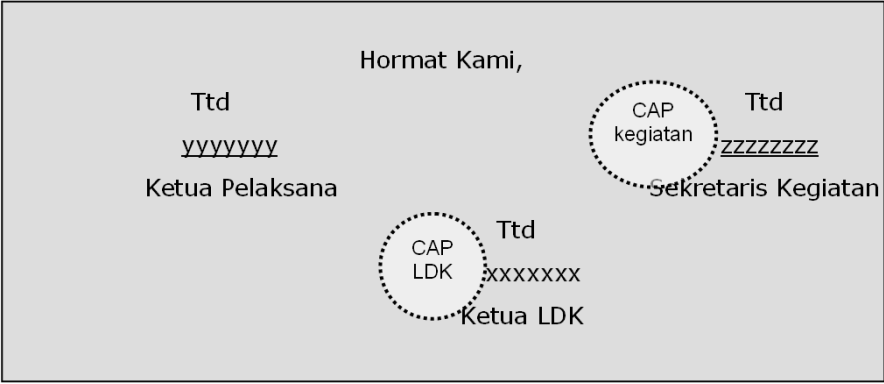 Hormat Kami,
Ttd
CAP
kegiatan
Ttd
yyyyyyy
zzzzzzzz
Ketua Pelaksana
Sekretaris Kegiatan
CAP
LDK
Ttd
xxxxxxx
Ketua LDK